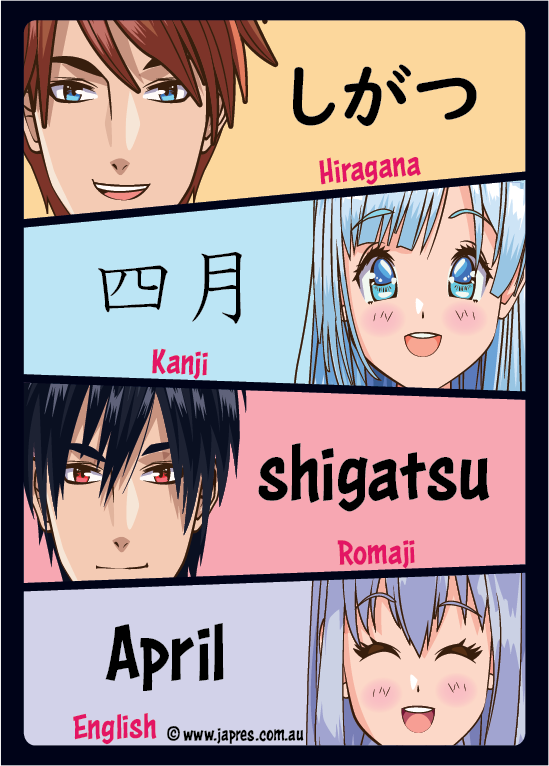 しがつ
Hiragana
四月
Kanji
shigatsu
Romaji
April
English © www.japres.com.au